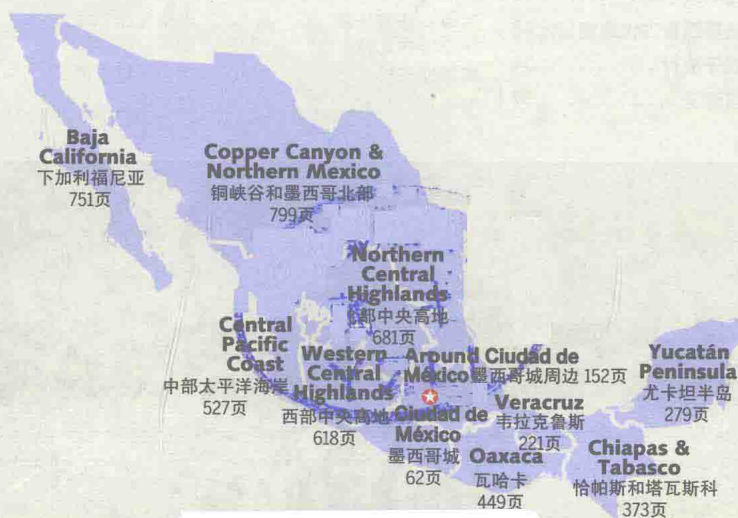 Baja
California
下加利福尼亚
751页
Copper Canyon &
Northern Mexico
铜峡谷和墨西哥北部
799页
Northern
Central
Highlands
部中央高地
681页
Central
Pacific
Coast
中部太平洋海岸
527页
Western
Central
Highlands
西部中央高地
618页
Around Ciudad de
México 墨西哥城周边 152页
Ciudad de
México
墨西哥城
62页
Veracruz
韦拉克鲁斯
221页
Oaxaca
瓦哈卡
449页
Yucatán
Peninsula
尤卡坦半岛
279页
Chiapas &
Tabasco
恰帕斯和塔瓦斯科
373页